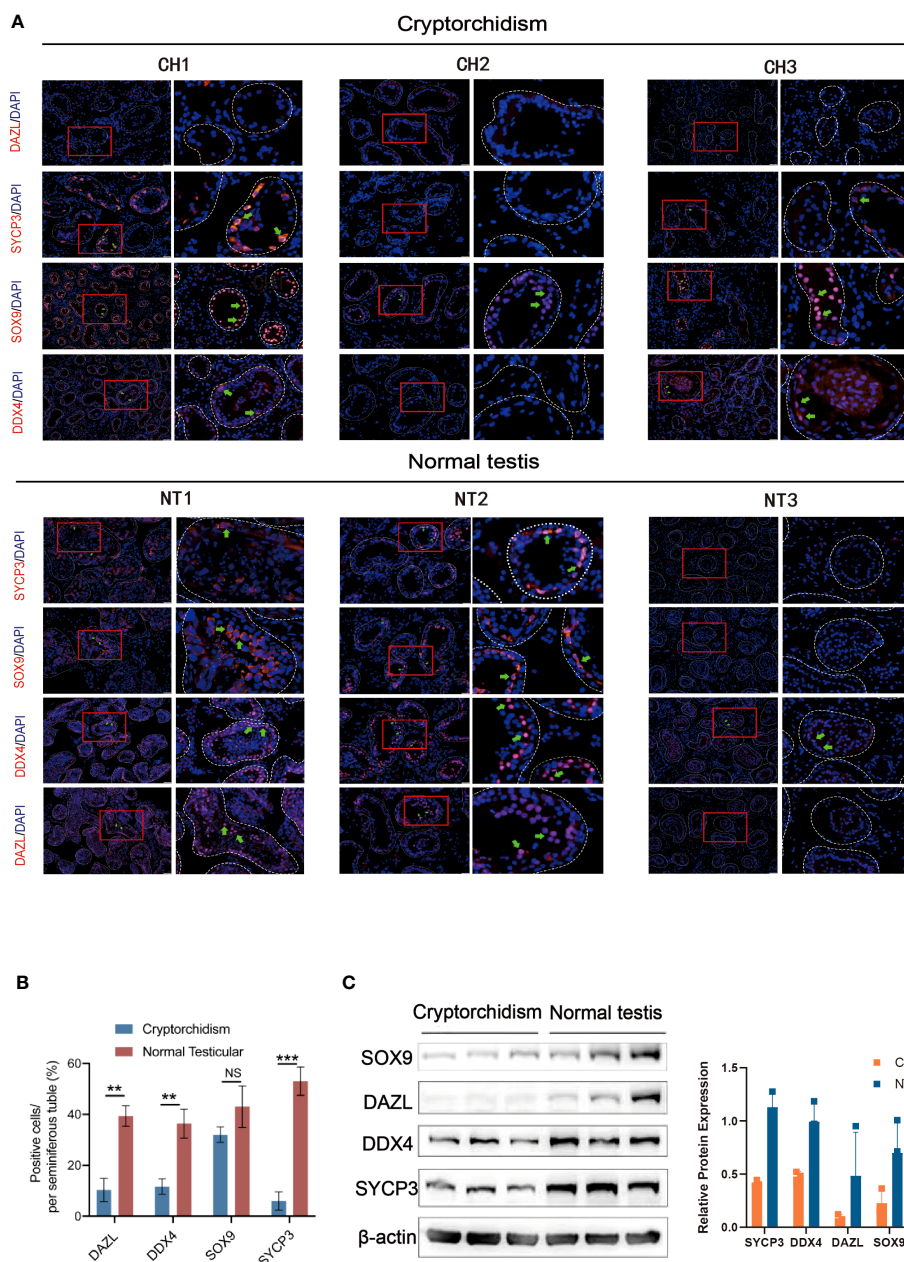 A
Cryptorchidism
CH1 CH2 CH3
DAZL/DAPI
SYCP3/DAPI
SOX9/DAPI
DDX4/DAPI
Normal testis
NT1 NT2 NT3
SYCP3/DAPI
SOX9/DAPI
DDX4/DAPI
DAZL/DAPI
B
Cryptorchidism
Normal Testicular
Positive cells/
per seminiferous tuble (%)
60
40
20
0
** ** NS ***
DAZL DDX4 SOX9 SYCP3
C
Cryptorchidism Normal testis
SOX9
DAZL
DDX4
SYCP3
β-actin
Relative Protein Expression
1.5
1.0
0.5
0.0
C
N
SYCP3 DDX4 DAZL SOX9